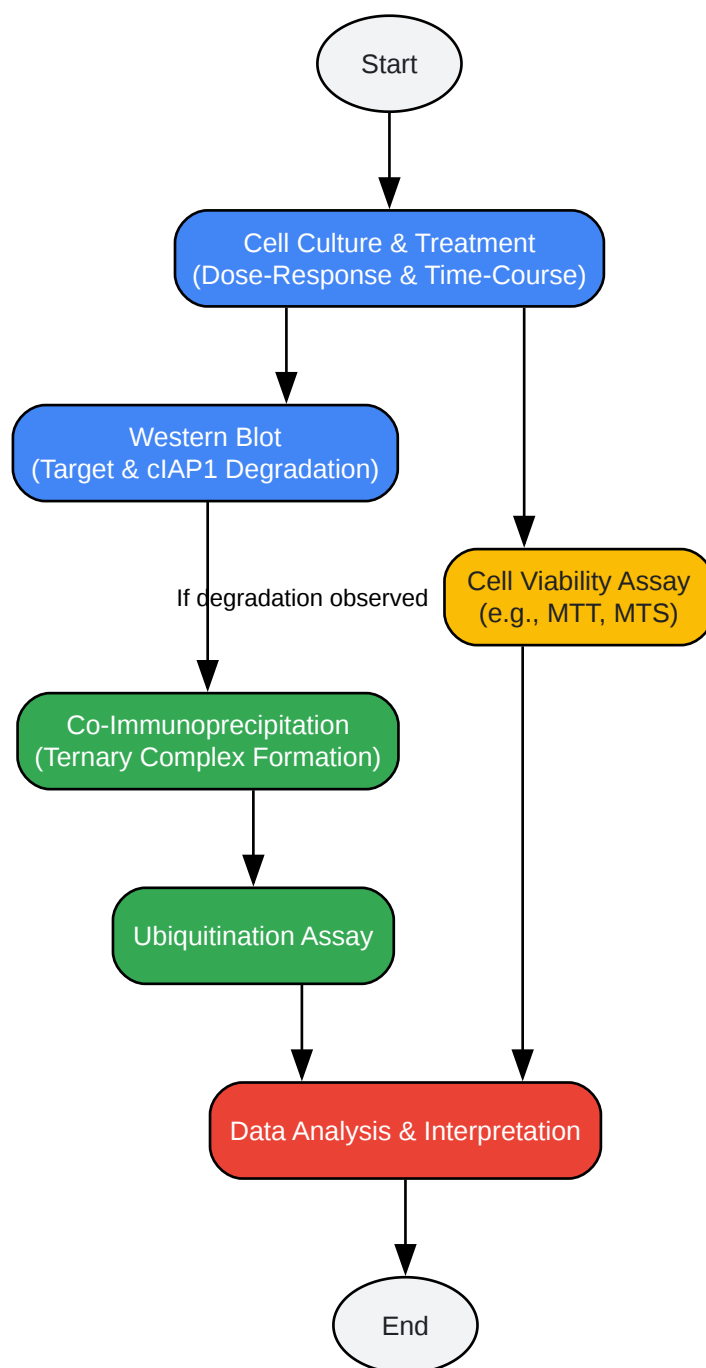 Start
Cell Culture & Treatment
(Dose-Response & Time-Course)
Western Blot
(Target & cIAP1 Degradation)
If degradation observed
Cell Viability Assay
(e.g., MTT, MTS)
Co-Immunoprecipitation
(Ternary Complex Formation)
Ubiquitination Assay
Data Analysis & Interpretation
End